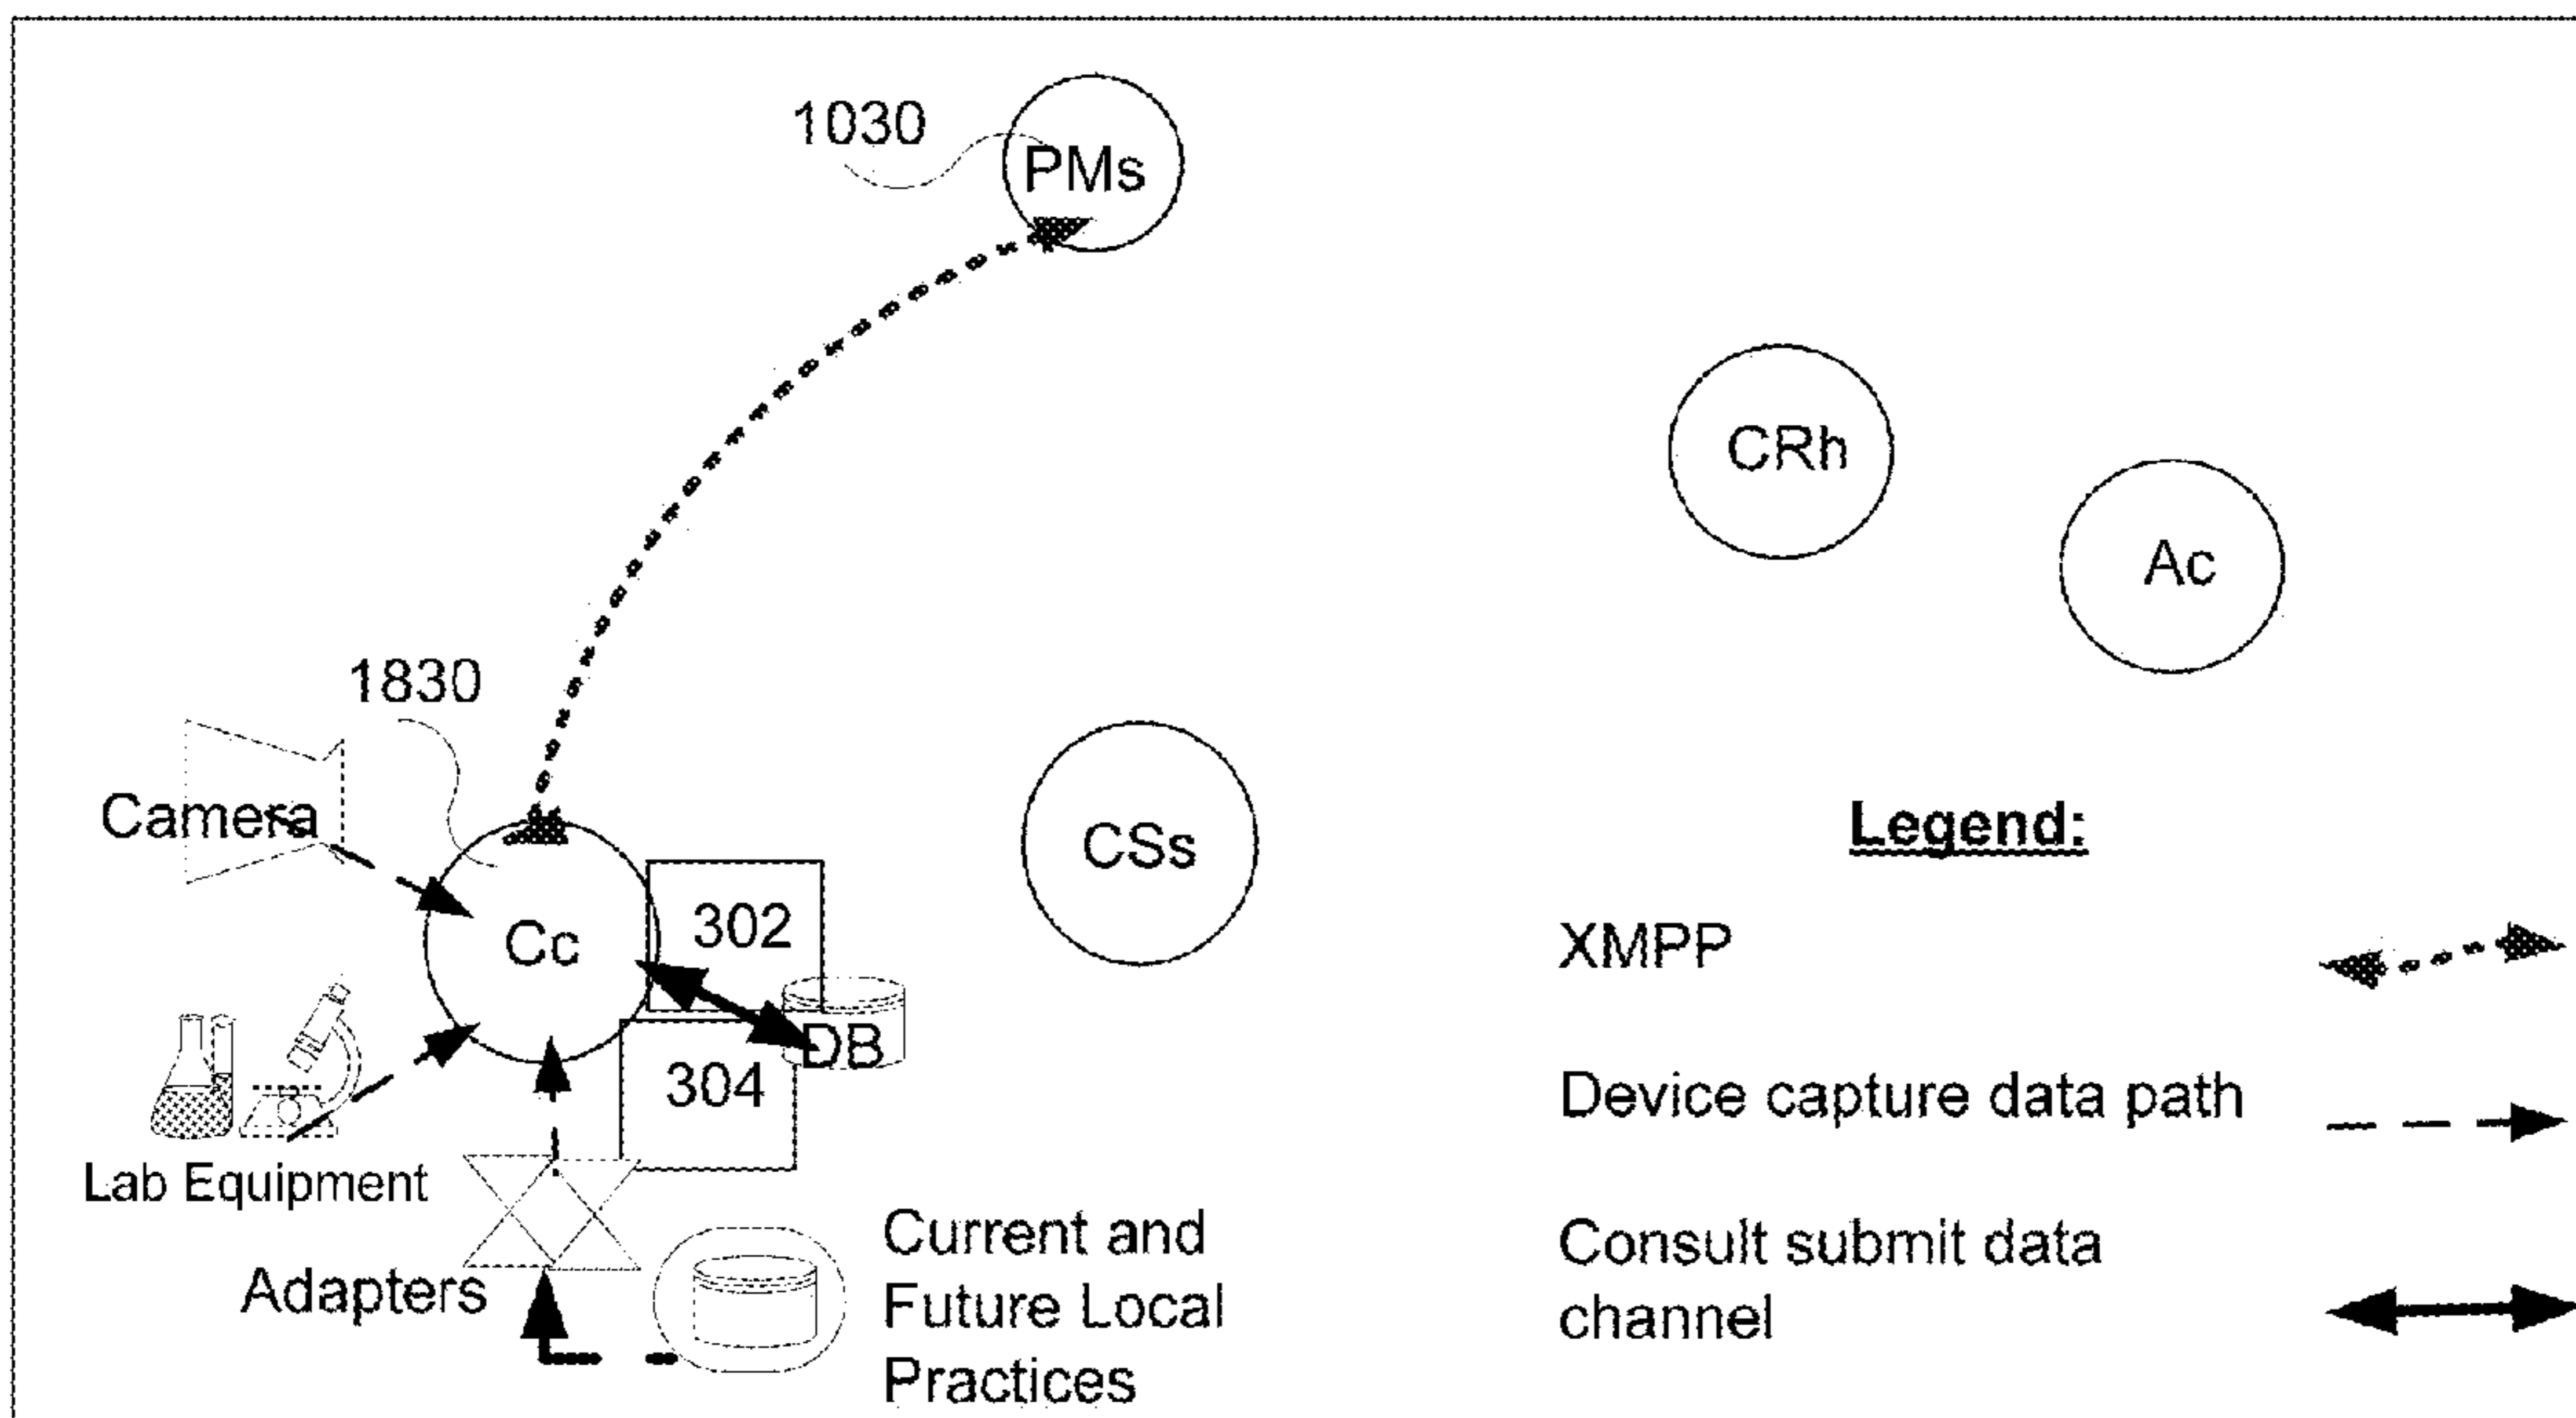 1030
PMs
CRh
Ac
1830
Camera
CSs
Legend:
Cc
302
XMPP
DB
304
Device capture data path
Lab Equipment
Adapters
Current and
Future Local
Practices
Consult submit data
channel